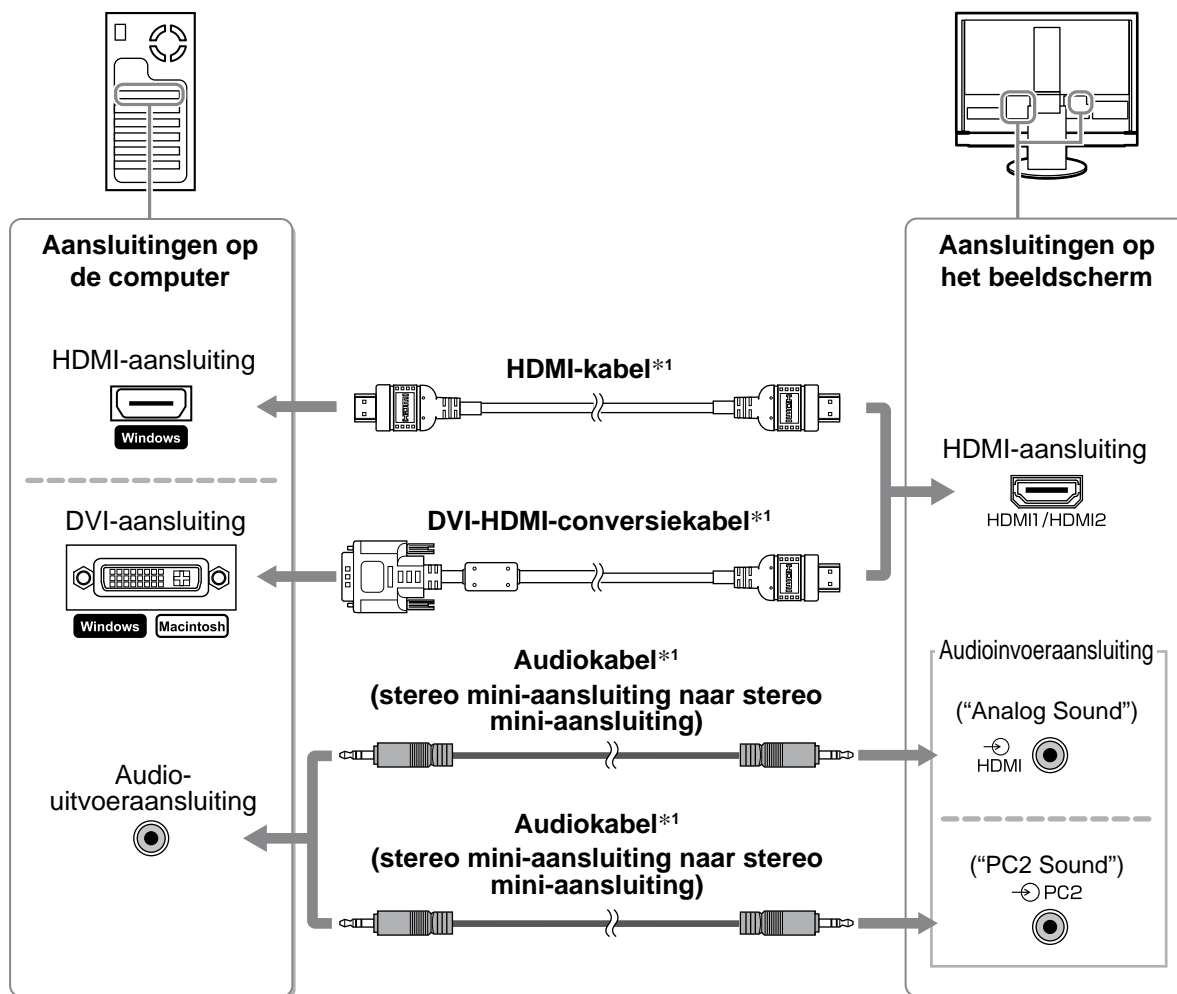 Aansluitingen op
de computer
HDMI-aansluiting
Windows
DVI-aansluiting
Windows
Macintosh
Audio-
uitvoeraansluiting
HDMI-kabel*1
DVI-HDMI-conversiekabel*1
Audiokabel*1
(stereo mini-aansluiting naar stereo
mini-aansluiting)
Audiokabel*1
(stereo mini-aansluiting naar stereo
mini-aansluiting)
Aansluitingen op
het beeldscherm
HDMI-aansluiting
HDMI1/HDMI2
Audioinvoeraansluiting
(“Analog Sound”)
HDMI
(“PC2 Sound”)
PC2